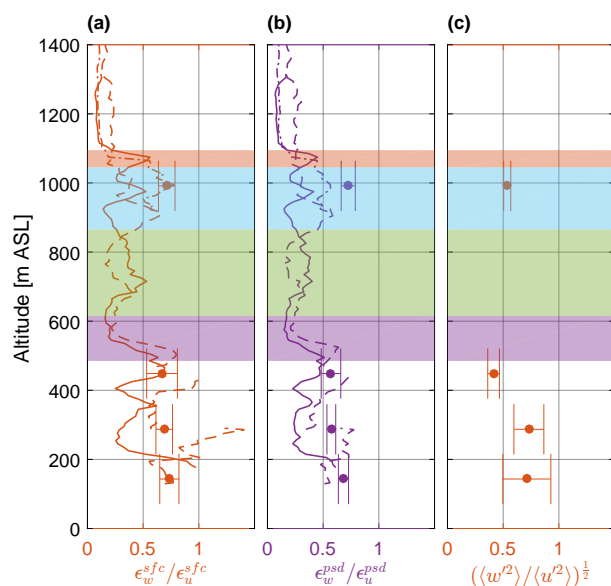 (a) (b) (c)
1400
1200
1000
800
600
400
200
0
Altitude [m ASL]
0 0.5 1 0 0.5 1 0 0.5 1
ϵ_w^{sfc}/ϵ_u^{sfc} ϵ_w^{psd}/ϵ_u^{psd} (⟨w′²⟩/⟨u′²⟩)^{1/2}